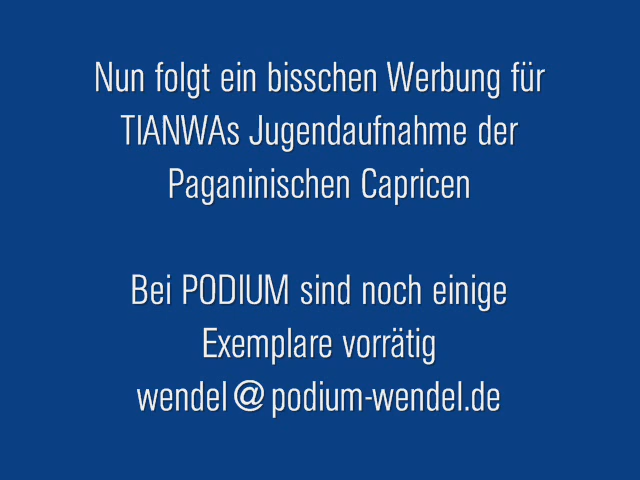 Nun folgt ein bisschen Werbung für
TIANWAs Jugendaufnahme der
Paganinischen Capricen
Bei PODIUM sind noch einige
Exemplare vorrätig
wendel@podium-wendel.de